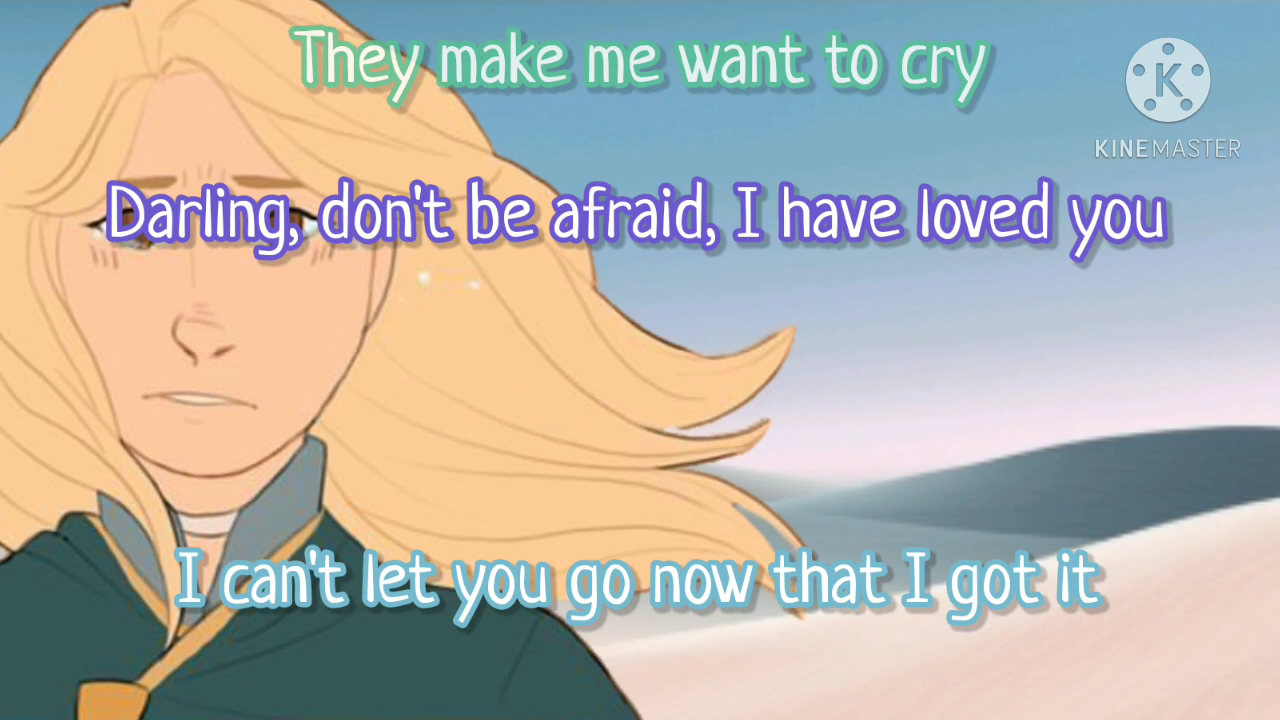 They make me want to cry
K
KINEMASTER
Darling, don't be afraid, I have loved you
I can't let you go now that I got it